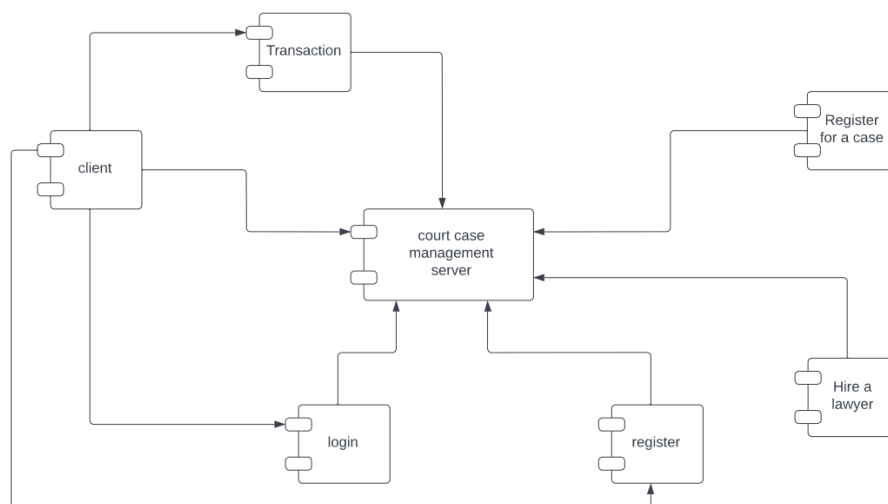 Transaction
Register
for a case
client
court case
management
server
Hire a
lawyer
login
register